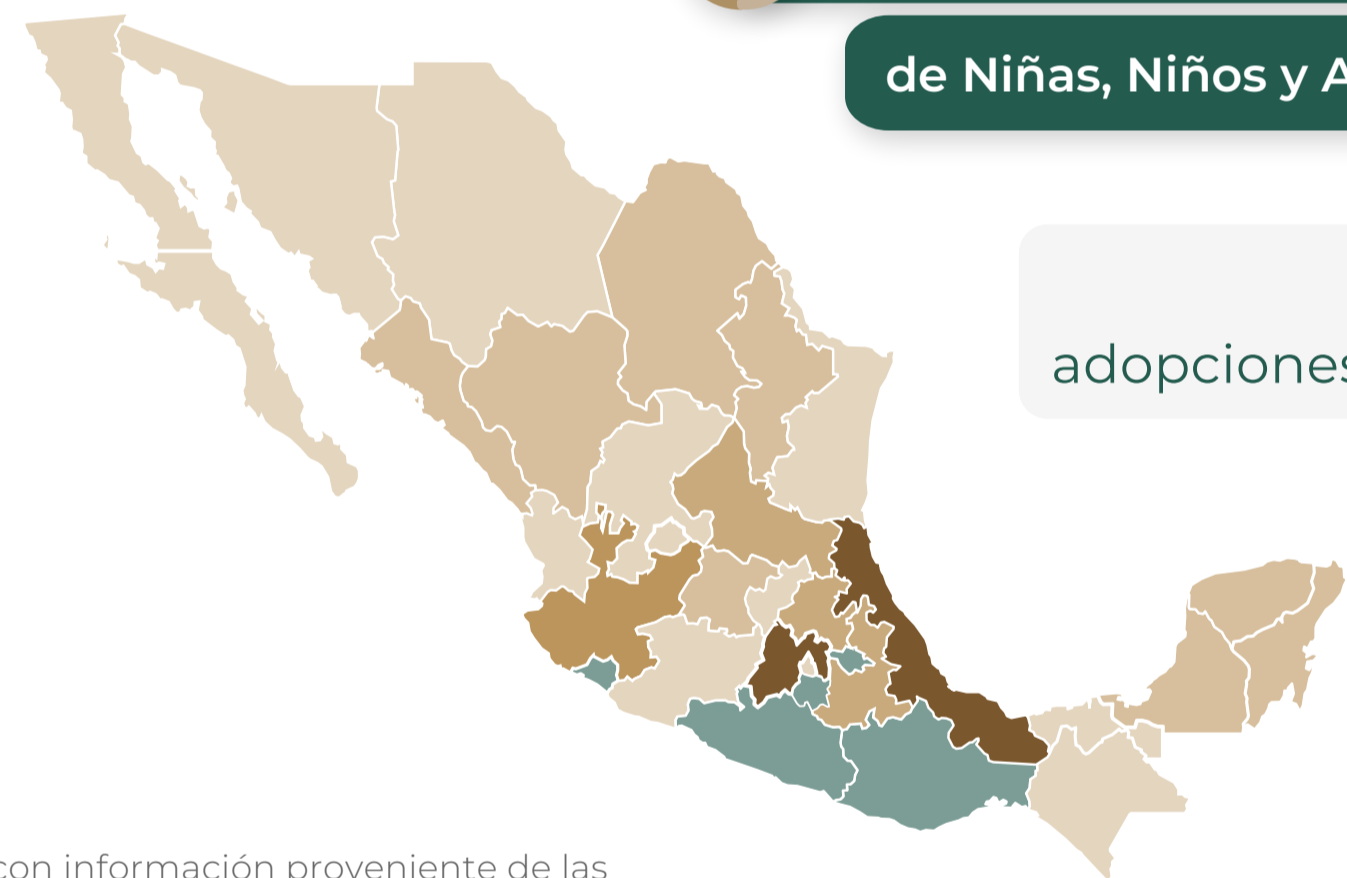 de Niñas, Niños y A
adopciones
con información proveniente de las